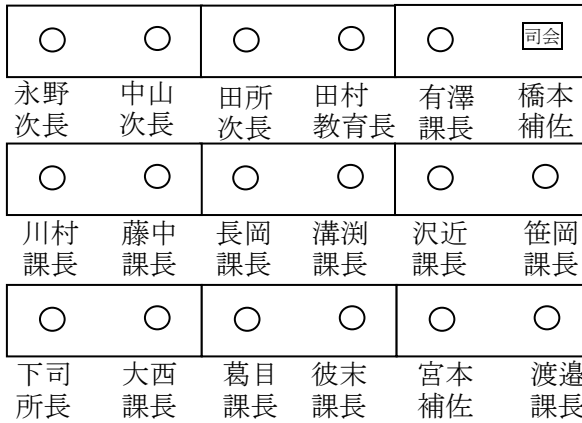 司会
永野 中山 田所 田村 有澤 橋本
次長 次長 次長 教育長 課長 補佐
川村 藤中 長岡 溝渕 沢近 笹岡
課長 課長 課長 課長 課長 課長
下司 大西 葛目 彼末 宮本 渡邉
所長 課長 課長 課長 補佐 課長